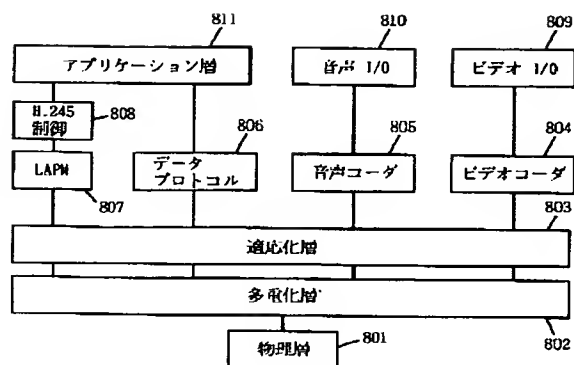 811
810
809
アプリケーション層
音声 I/O
ビデオ I/O
H.245
制御
808
806
805
804
LAPM
データ
プロトコル
音声コーダ
ビデオコーダ
807
803
適応化層
多重化層
物理層
801
802